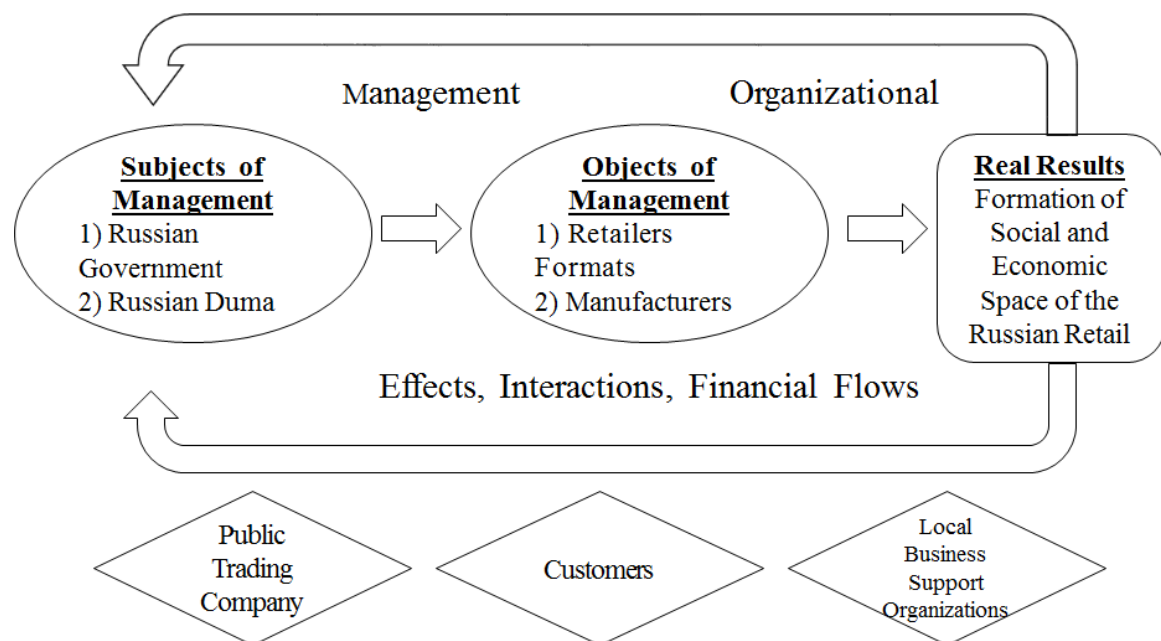 Management
Organizational
Subjects of
Management
1) Russian
Government
2) Russian Duma
Objects of
Management
1) Retailers
Formats
2) Manufacturers
Real Results
Formation of
Social and
Economic
Space of the
Russian Retail
Effects, Interactions, Financial Flows
Public
Trading
Company
Customers
Local
Business
Support
Organizations